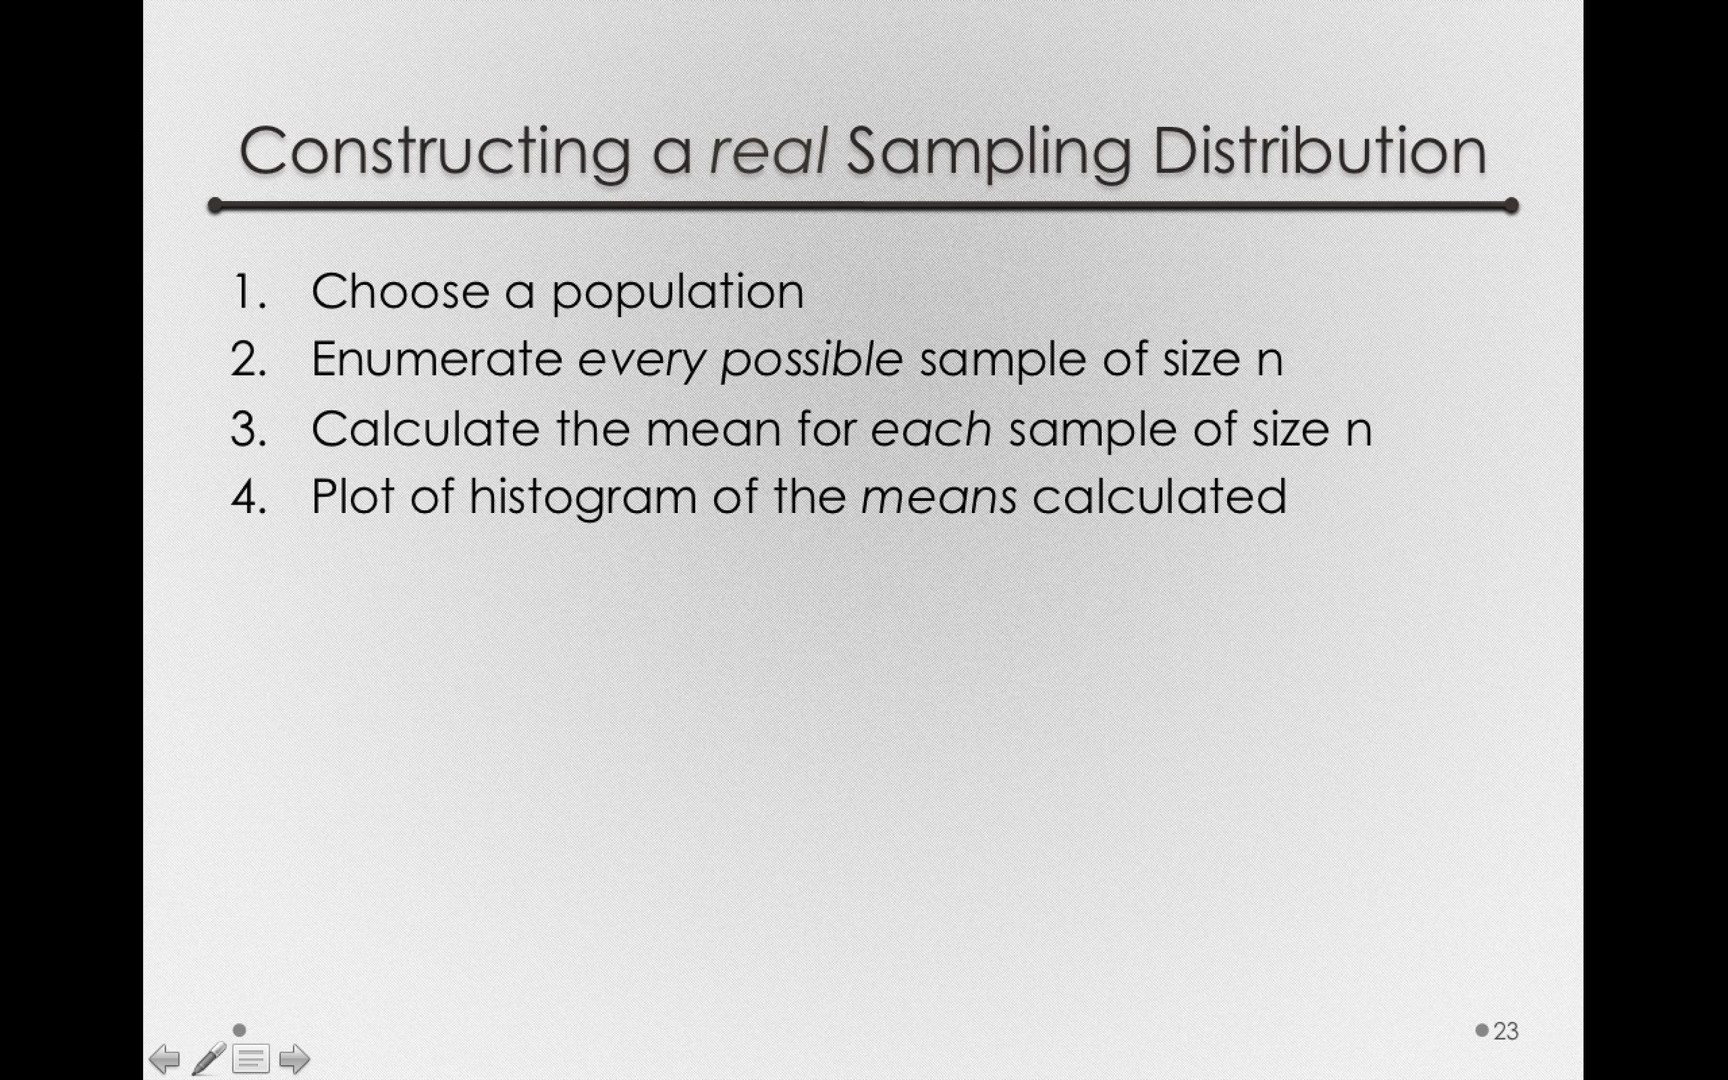 Constructing a real Sampling Distribution
1. Choose a population
2. Enumerate every possible sample of size n
3. Calculate the mean for each sample of size n
4. Plot of histogram of the means calculated
23